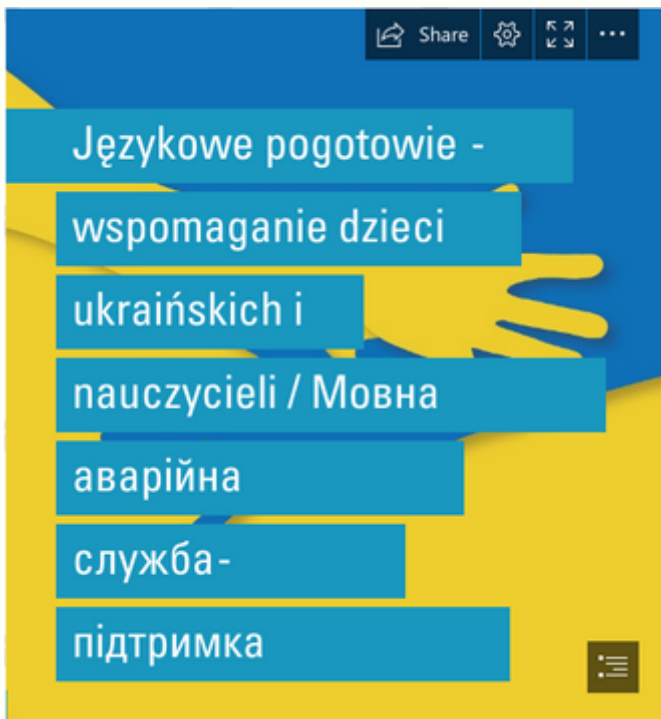 Share
Językowe pogotowie -
wspomaganie dzieci
ukraińskich i
nauczycieli / Мовна
аварійна
служба-
підтримка